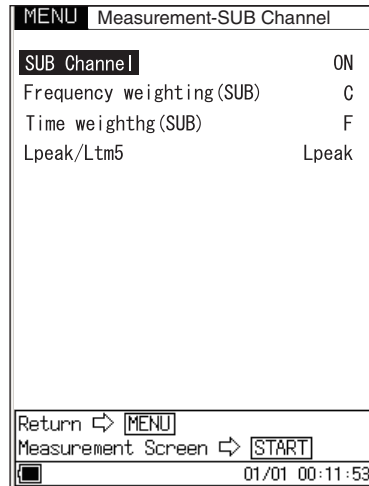 MENU Measurement-SUB Channel
SUB Channel ON
Frequency weighting(SUB) C
Time weighthg(SUB) F
Lpeak/Ltm5 Lpeak
Return ⇨ MENU
Measurement Screen ⇨ START
01/01 00:11:53